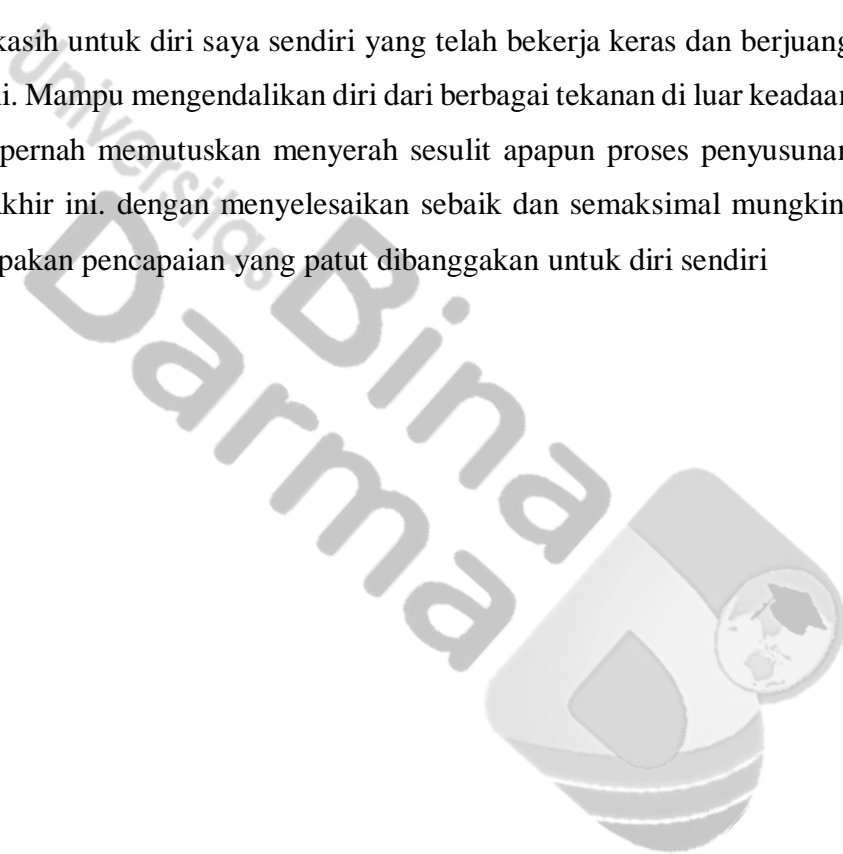 kasih untuk diri saya sendiri yang telah bekerja keras dan berjuang
i. Mampu mengendalikan diri dari berbagai tekanan di luar keadaan
pernah memutuskan menyerah sesulit apapun proses penyusunan
khir ini. dengan menyelesaikan sebaik dan semaksimal mungkin
pakan pencapaian yang patut dibanggakan untuk diri sendiri
Universitas
Bina
Darma